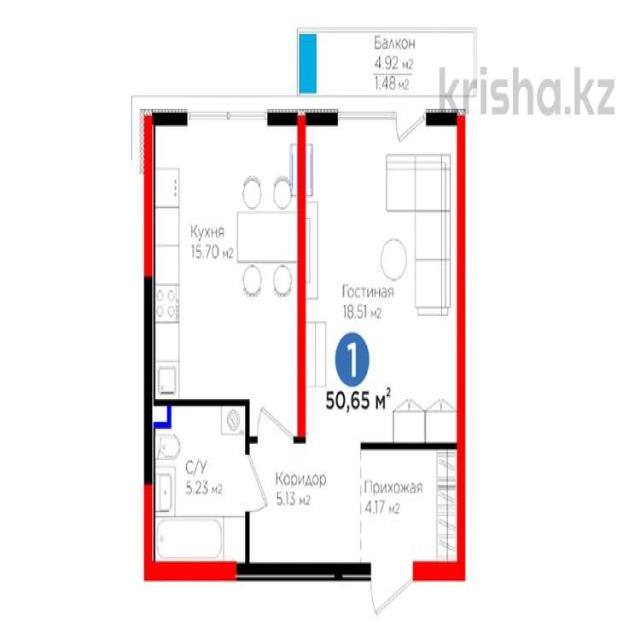 Балкон
4.92 м2
1.48 м2
krisha.kz
Кухня
15.70 м2
Гостиная
18.51 м2
1
50,65 м²
С/У
5.23 м2
Коридор
5.13 м2
Прихожая
4.17 м2